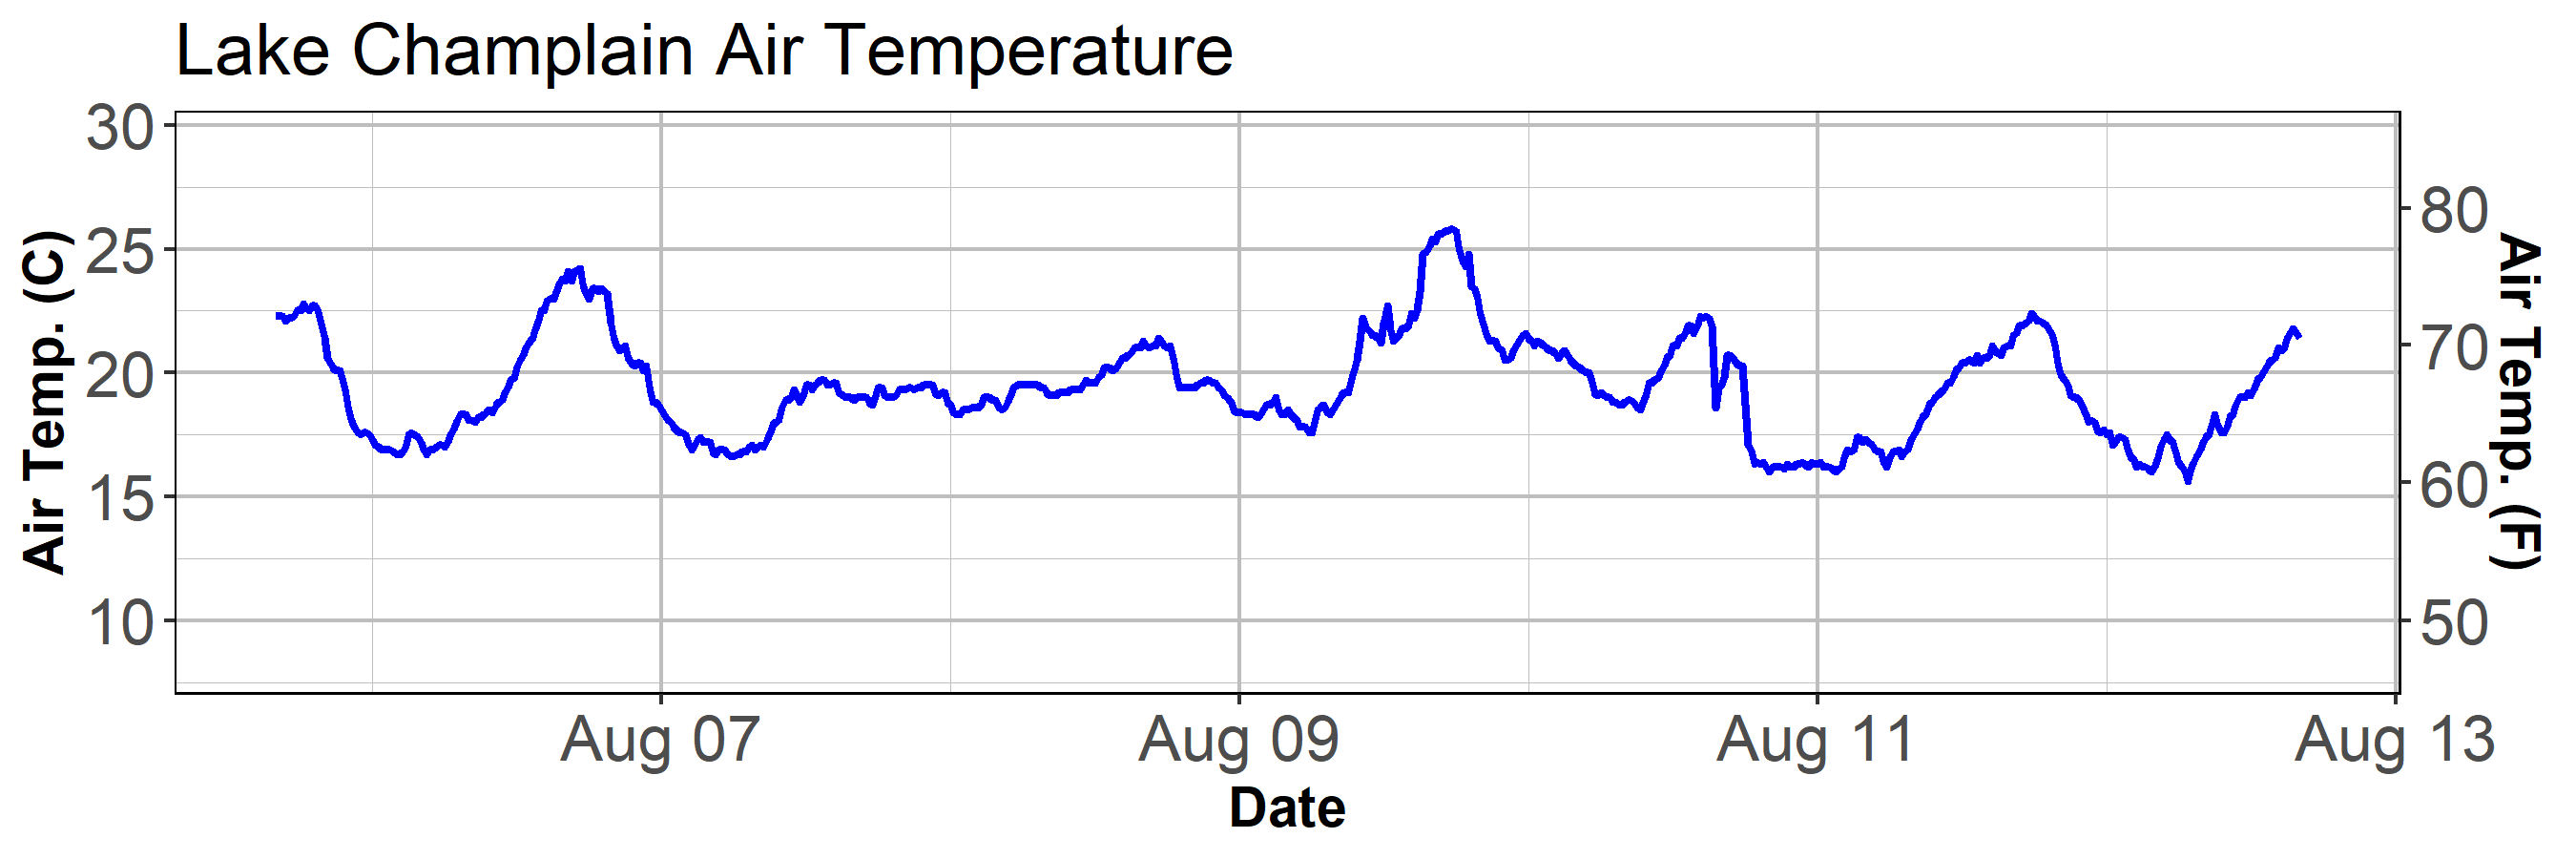 Lake Champlain Air Temperature
Air Temp. (C)
30
25
20
15
10
80
70
60
50
Air Temp. (F)
Aug 07 Aug 09 Aug 11 Aug 13
Date